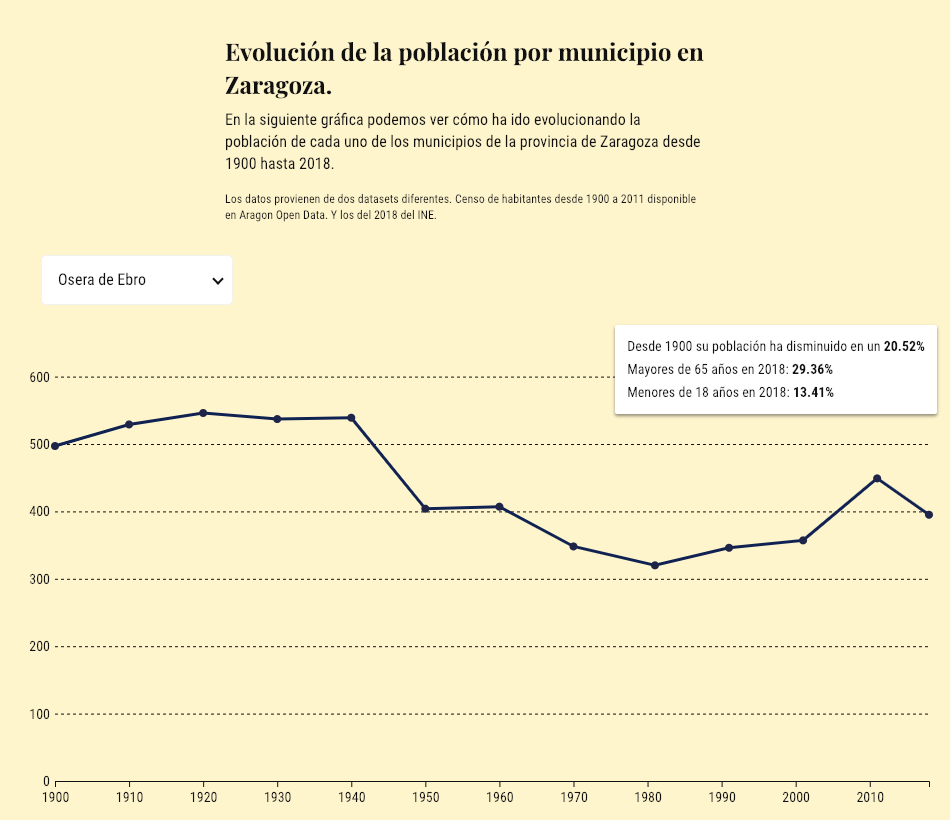 Evolución de la población por municipio en
Zaragoza.
En la siguiente gráfica podemos ver cómo ha ido evolucionando la
población de cada uno de los municipios de la provincia de Zaragoza desde
1900 hasta 2018.
Los datos provienen de dos datasets diferentes. Censo de habitantes desde 1900 a 2011 disponible
en Aragon Open Data. Y los del 2018 del INE.
Osera de Ebro
Desde 1900 su población ha disminuido en un 20.52%
Mayores de 65 años en 2018: 29.36%
Menores de 18 años en 2018: 13.41%
600
500
400
300
200
100
0
1900 1910 1920 1930 1940 1950 1960 1970 1980 1990 2000 2010